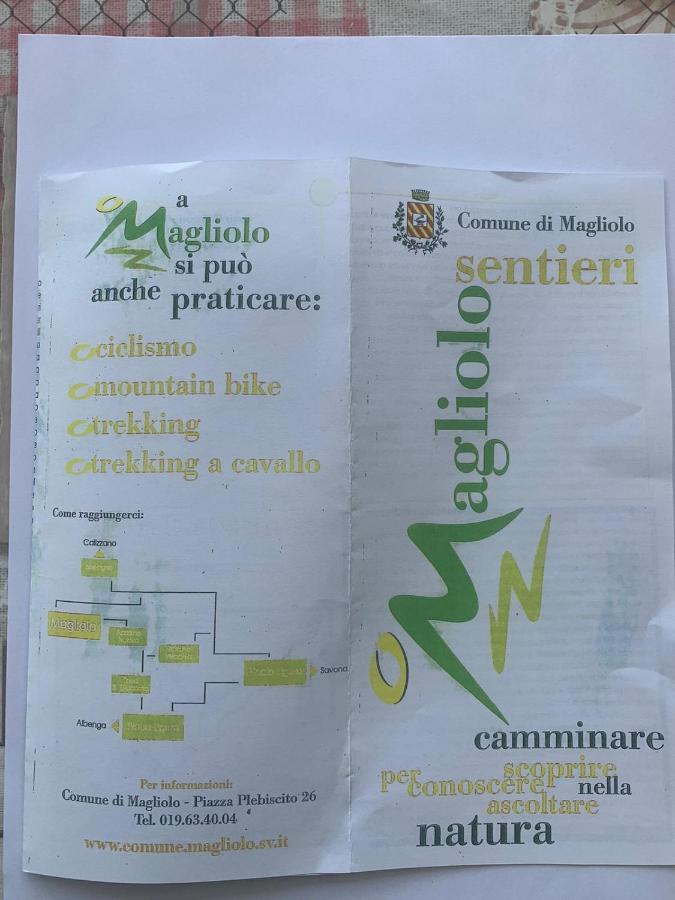 a
Magliolo
si può
anche praticare:
ciclismo
mountain bike
trekking
trekking a cavallo
Come raggiungerci:
Calizzano
Magliolo
Savona
Albenga
Per informazioni:
Comune di Magliolo - Piazza Plebiscito 26
Tel. 019.63.40.04
www.comune.magliolo.sv.it
Comune di Magliolo
sentieri
Magliolo
camminare
per scoprire
conoscere nella
ascoltare
natura